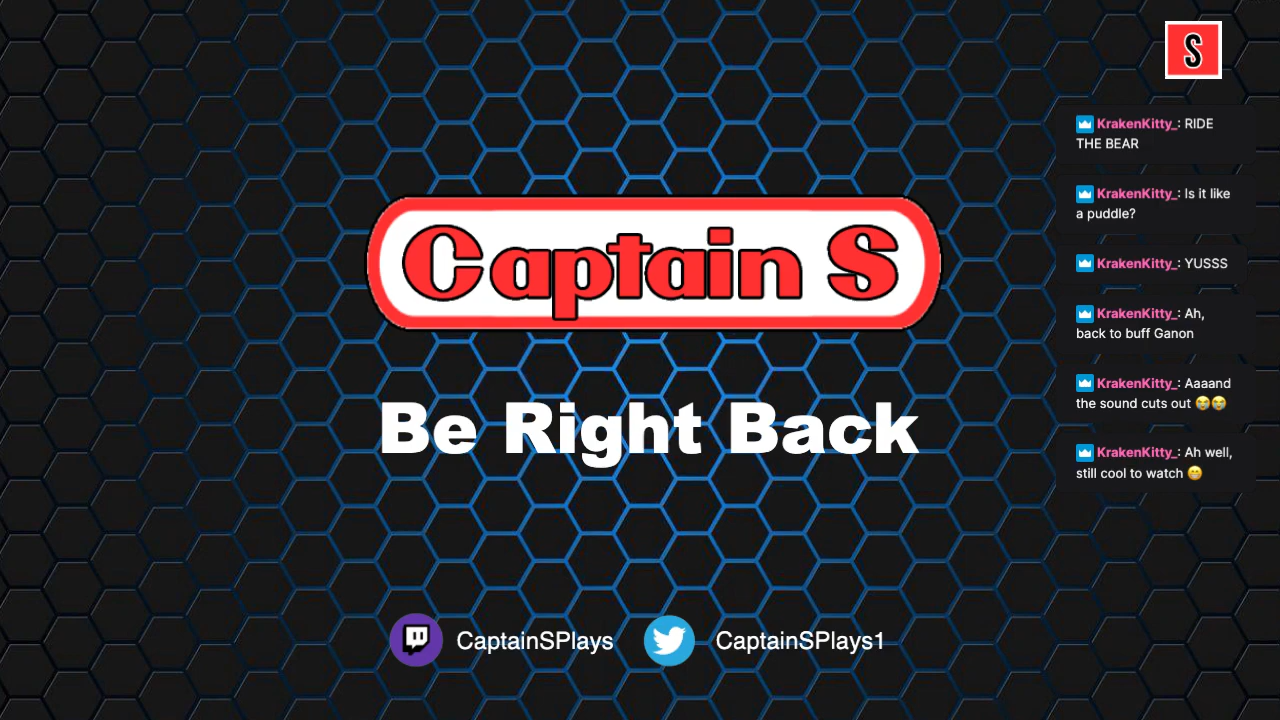 S
KrakenKitty_: RIDE
THE BEAR
KrakenKitty_: Is it like
a puddle?
KrakenKitty_: YUSSS
KrakenKitty_: Ah,
back to buff Ganon
KrakenKitty_: Aaaand
the sound cuts out 😭😭
KrakenKitty_: Ah well,
still cool to watch 😁
Captain S
Be Right Back
CaptainSPlays
CaptainSPlays1